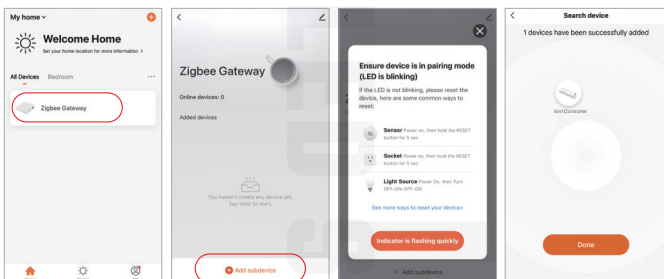 My home
Welcome Home
Set your home location for more information >
All Devices
Bedroom
...
Zigbee Gateway
Zigbee Gateway
Online devices: 0
Added devices
You haven't create any device yet.
Tap 'Add' to start.
Add subdevice
Ensure device is in pairing mode
(LED is blinking)
If the LED is not blinking, please reset the
device, here are some common ways to
reset:
Sensor Power on, then hold the RESET
button for 5 sec
Socket Power on, then hold the RESET
button for 5 sec
Light Source Power On, then Turn
OFF-ON-OFF-ON
See more ways to reset your device>
Indicator is flashing quickly
+ Add subdevice
Search device
1 devices have been successfully added
Done